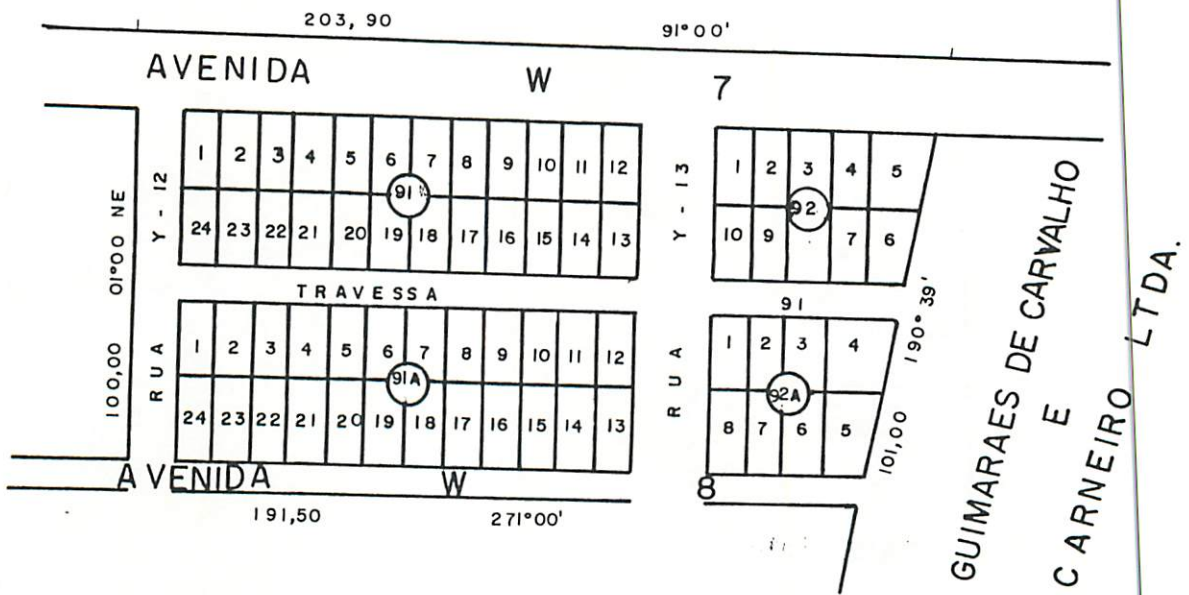 203, 90
91°00'
AVENIDA W 7
01°00 NE
100,00
Y - 12
RUA
1 2 3 4 5 6 7 8 9 10 11 12
91
24 23 22 21 20 19 18 17 16 15 14 13
Y - 13
RUA
1 2 3 4 5
92
10 9 7 6
TRAVESSA 91
1 2 3 4 5 6 7 8 9 10 11 12
91A
24 23 22 21 20 19 18 17 16 15 14 13
1 2 3 4
92A
8 7 6 5
190° 39'
101,00
AVENIDA W 8
191,50
271°00'
GUIMARAES DE CARVALHO
E
CARNEIRO LTDA.